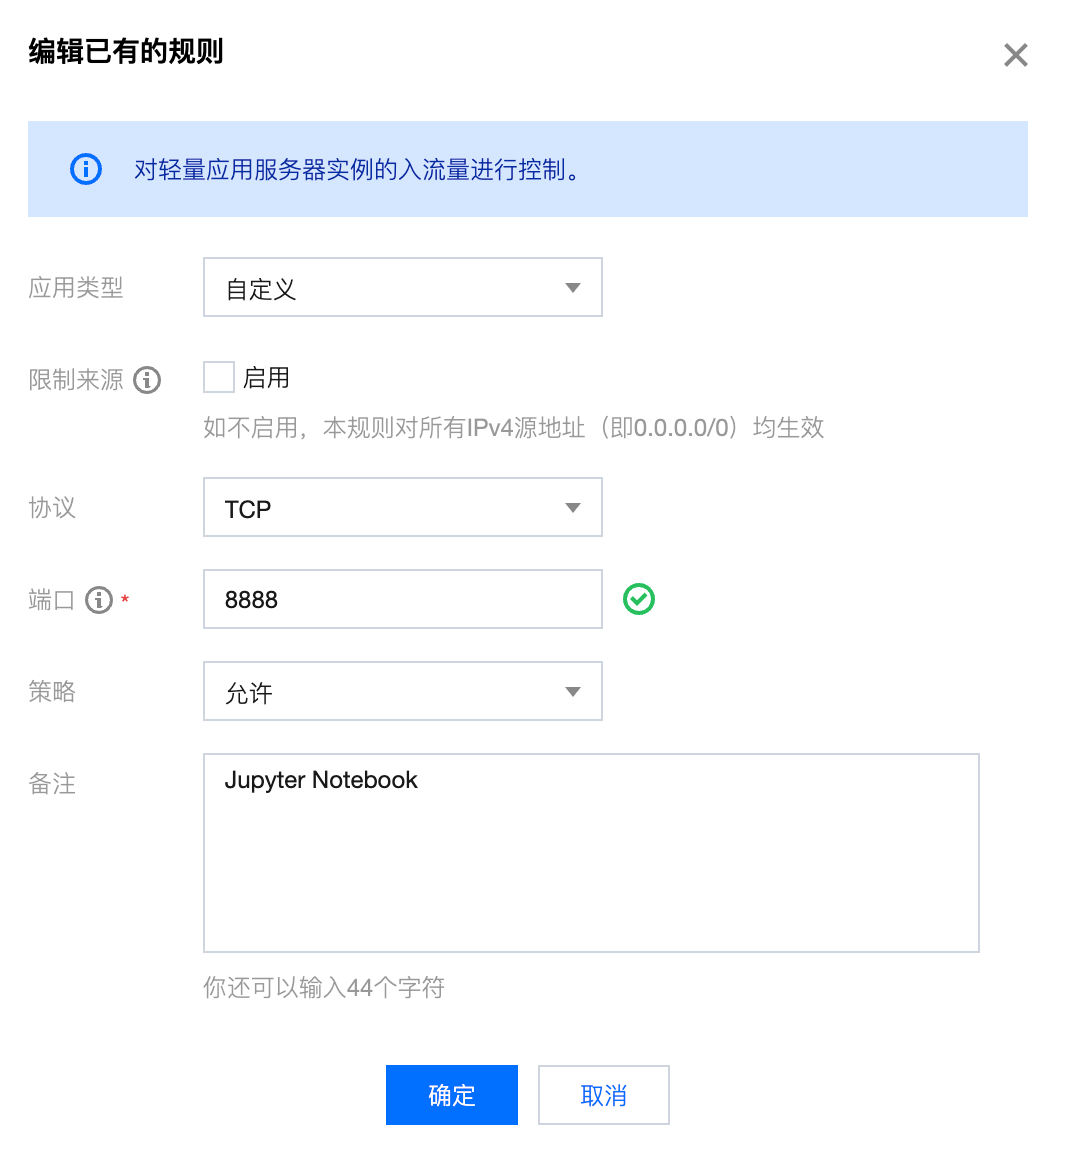 编辑已有的规则
对轻量应用服务器实例的入流量进行控制。
应用类型
自定义
限制来源
启用
如不启用，本规则对所有IPv4源地址（即0.0.0.0/0）均生效
协议
TCP
端口 *
8888
策略
允许
备注
Jupyter Notebook
你还可以输入44个字符
确定
取消